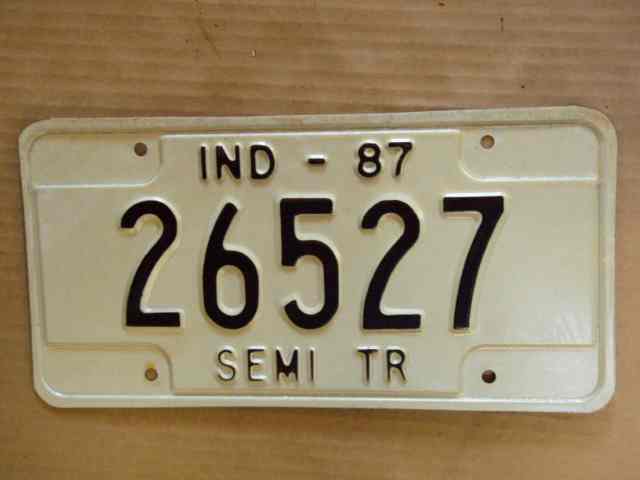 IND - 87
26527
SEMI TR